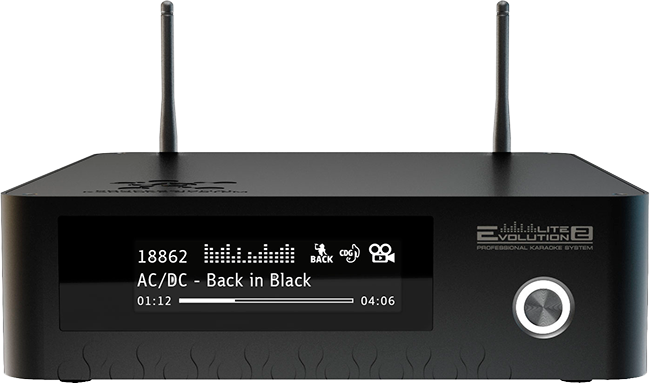 18862 BACK CDG
AC/DC - Back in Black
01:12 04:06
LITE
EVOLUTION 2
PROFESSIONAL KARAOKE SYSTEM